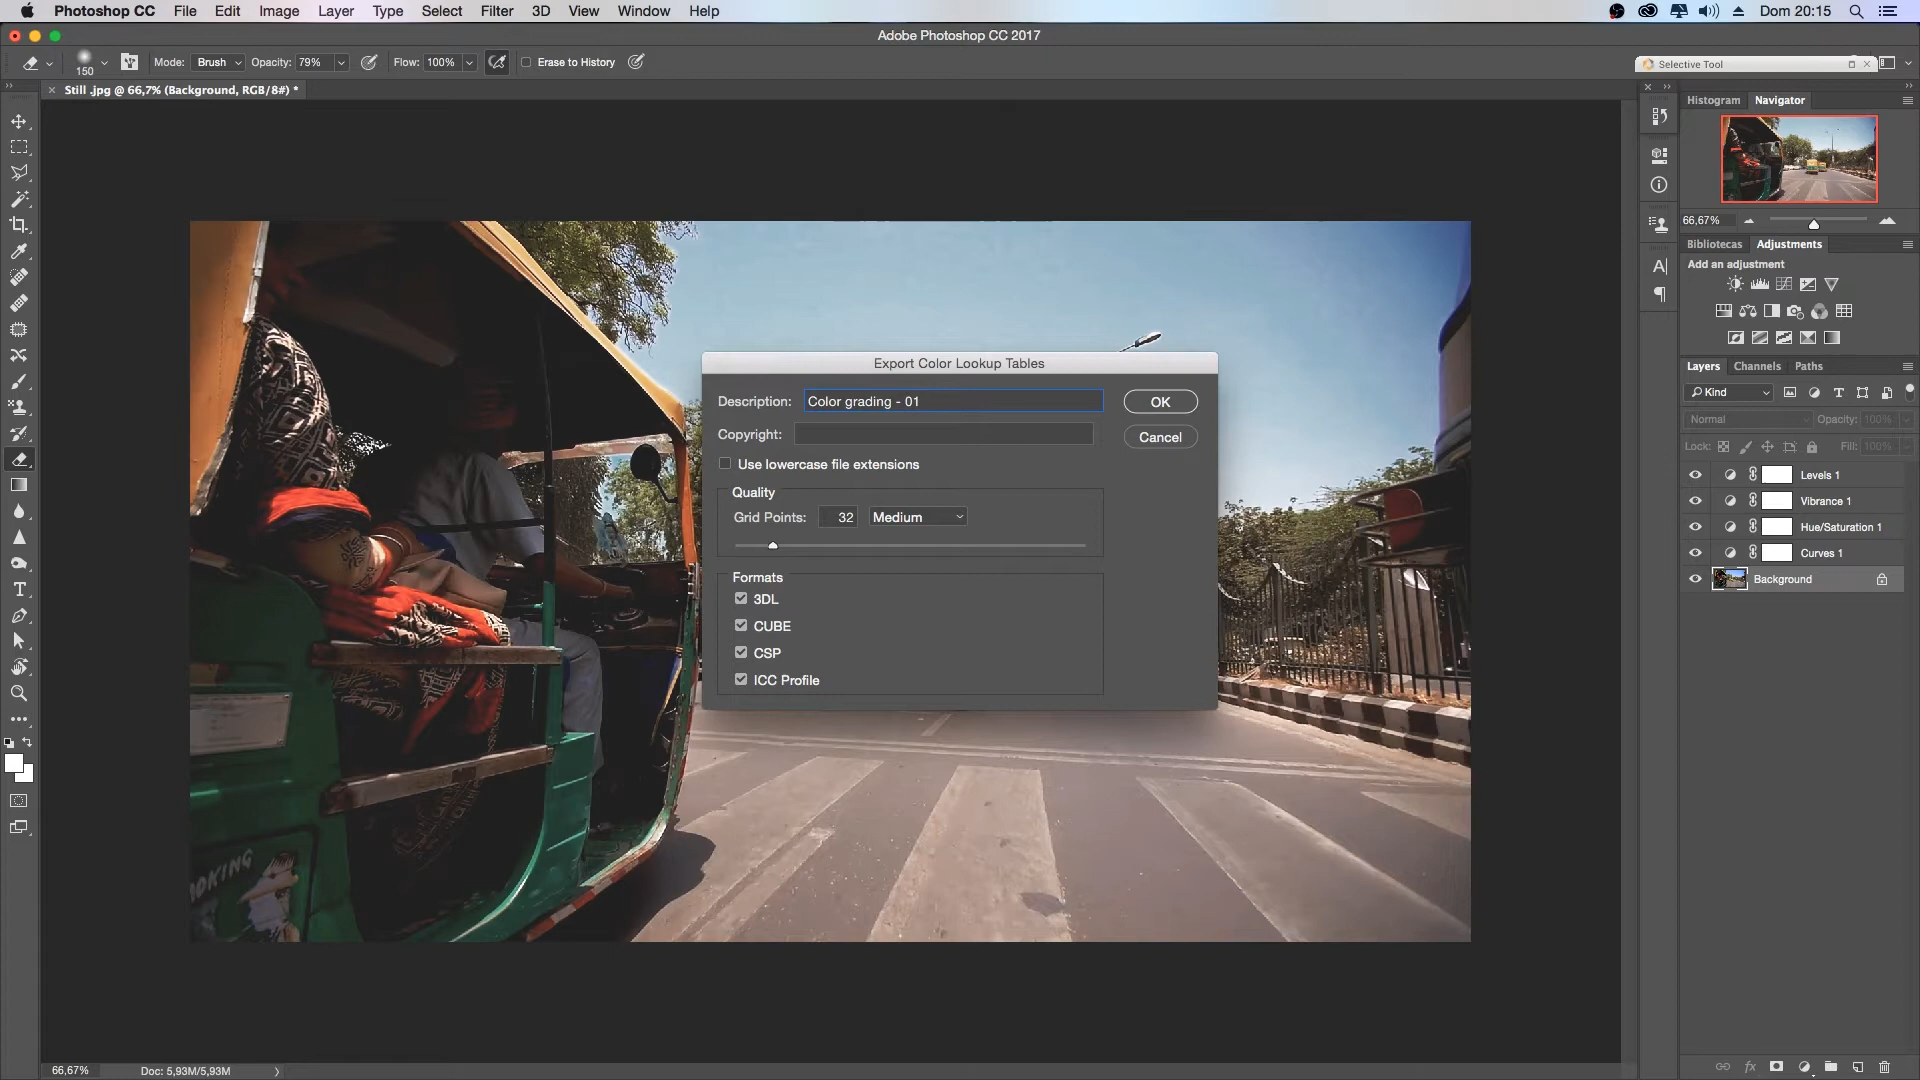 Photoshop CC File Edit Image Layer Type Select Filter 3D View Window Help Dom 20:15
Adobe Photoshop CC 2017
150 Mode: Brush Opacity: 79% Flow: 100% Erase to History
Selective Tool
Still .jpg @ 66,7% (Background, RGB/8#) *
Histogram Navigator
66,67%
Bibliotecas Adjustments
Add an adjustment
Layers Channels Paths
Kind
Normal Opacity: 100%
Lock: Fill: 100%
Levels 1
Vibrance 1
Hue/Saturation 1
Curves 1
Background
Export Color Lookup Tables
Description: Color grading - 01
OK
Copyright:
Cancel
Use lowercase file extensions
Quality
Grid Points: 32 Medium
Formats
3DL
CUBE
CSP
ICC Profile
66,67% Doc: 5,93M/5,93M